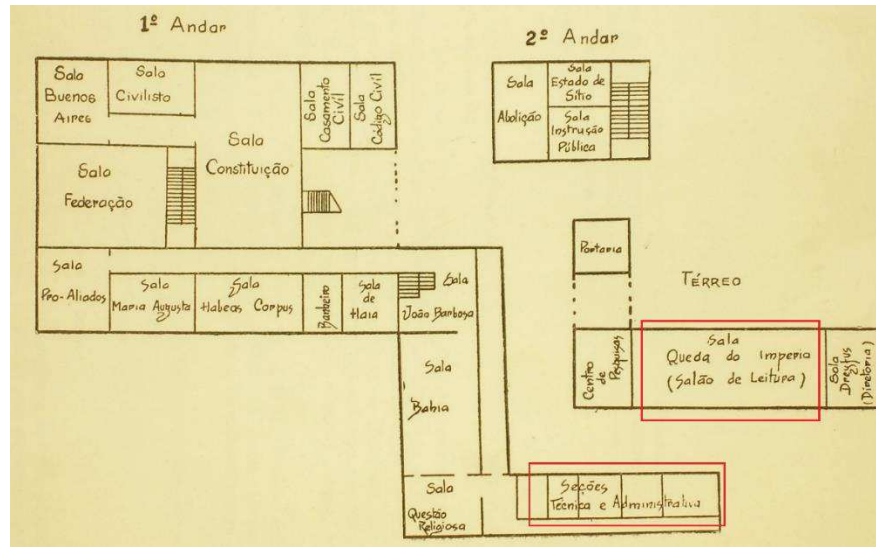 1º Andar
Sala
Buenos
Aires
Sala
Civilista
Sala
Constituição
Sala
Casamento
Civil
Sala
Código Civil
Sala
Federação
Sala
Pro-Aliados
Sala
Maria Augusta
Sala
Habeas Corpus
Banheiro
Sala
de
Haia
Sala
João Barbosa
Sala
Bahia
Sala
Questão
Religiosa
Seções
Técnica e Administrativa
2º Andar
Sala
Abolição
Sala
Estado de
Sítio
Sala
Instrução
Pública
TÉRREO
Portaria
Centro
de
Pesquisas
Sala
Queda do Imperio
(Salão de Leitura)
Sala
Dreyfus
(Diretoria)